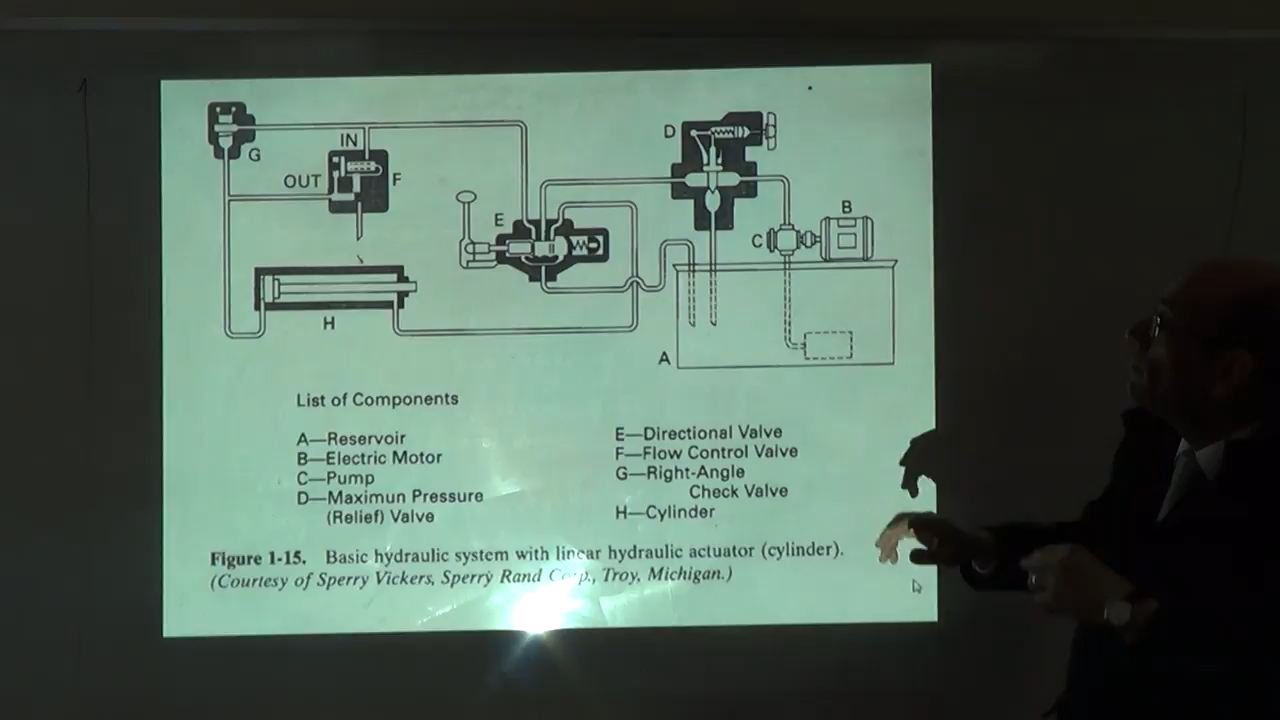 G
IN
OUT
F
E
D
B
C
H
A
List of Components
A—Reservoir
B—Electric Motor
C—Pump
D—Maximun Pressure
(Relief) Valve
E—Directional Valve
F—Flow Control Valve
G—Right-Angle
Check Valve
H—Cylinder
Figure 1-15. Basic hydraulic system with linear hydraulic actuator (cylinder).
(Courtesy of Sperry Vickers, Sperry Rand Corp., Troy, Michigan.)